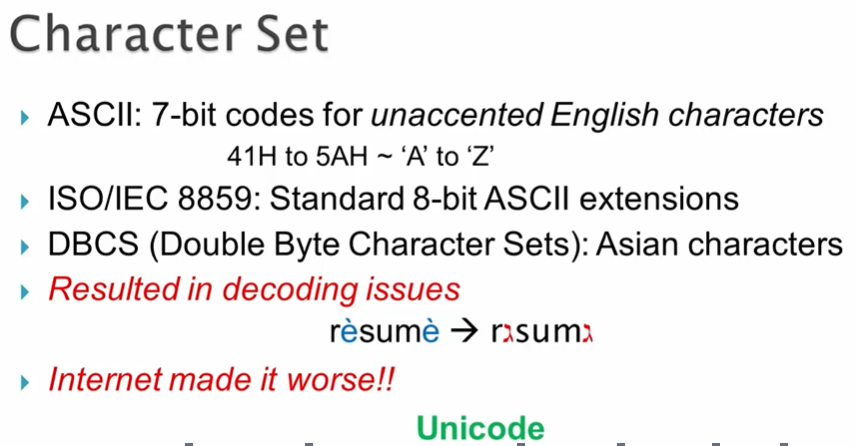 Character Set
ASCII: 7-bit codes for unaccented English characters
41H to 5AH ~ ‘A’ to ‘Z’
ISO/IEC 8859: Standard 8-bit ASCII extensions
DBCS (Double Byte Character Sets): Asian characters
Resulted in decoding issues
rèsumè → rגsumג
Internet made it worse!!
Unicode